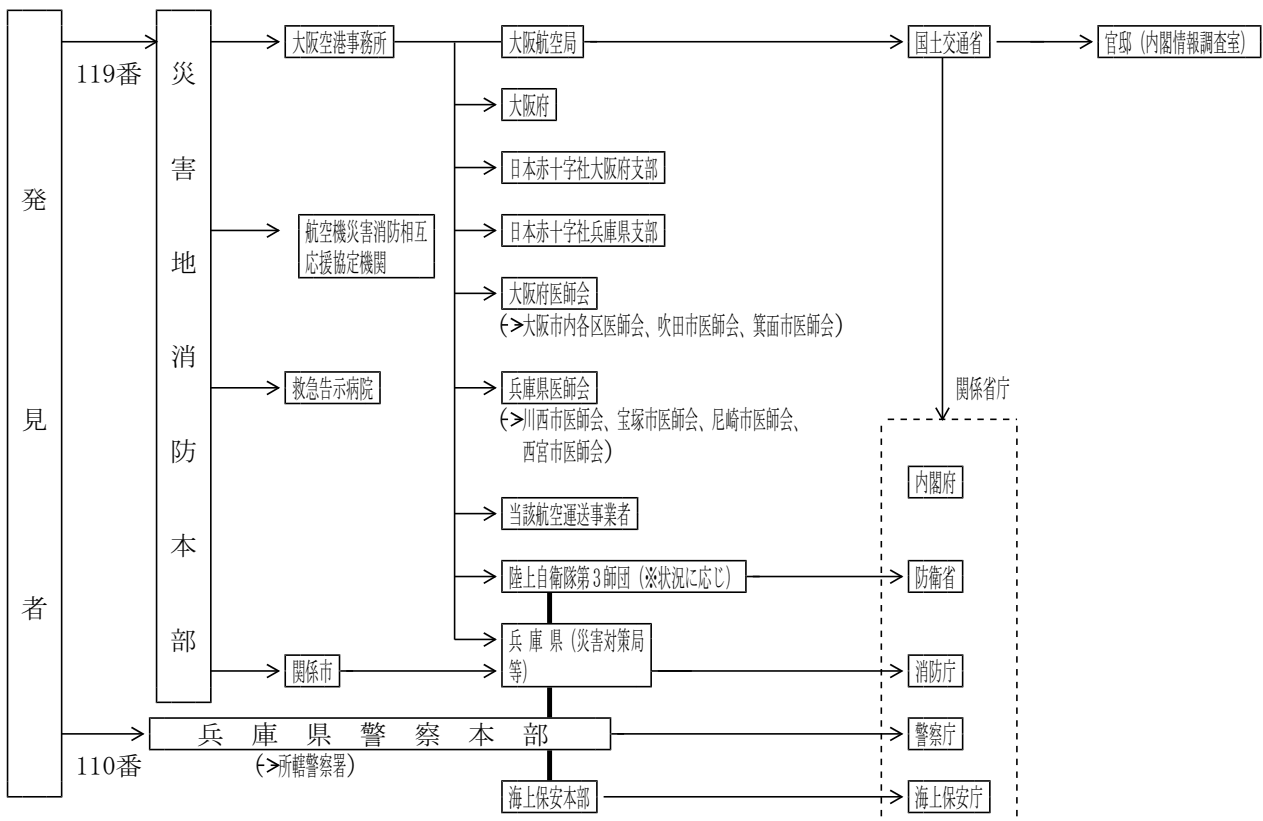 発見者
119番
110番
災害地消防本部
大阪空港事務所
大阪航空局
国土交通省
官邸（内閣情報調査室）
大阪府
日本赤十字社大阪府支部
航空機災害消防相互
応援協定機関
日本赤十字社兵庫県支部
大阪府医師会
（->大阪市内各区医師会、吹田市医師会、箕面市医師会）
救急告示病院
兵庫県医師会
（->川西市医師会、宝塚市医師会、尼崎市医師会、
西宮市医師会）
関係省庁
内閣府
当該航空運送事業者
陸上自衛隊第３師団（※状況に応じ）
防衛省
兵 庫 県（災害対策局
等）
関係市
消防庁
兵庫県警察本部
（->所轄警察署）
警察庁
海上保安本部
海上保安庁